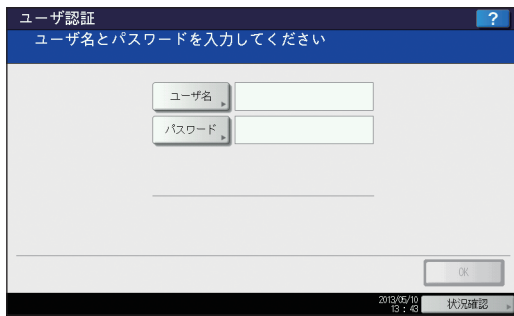 ユーザ認証
?
ユーザ名とパスワードを入力してください
ユーザ名
パスワード
OK
2013/05/10
13:43
状況確認